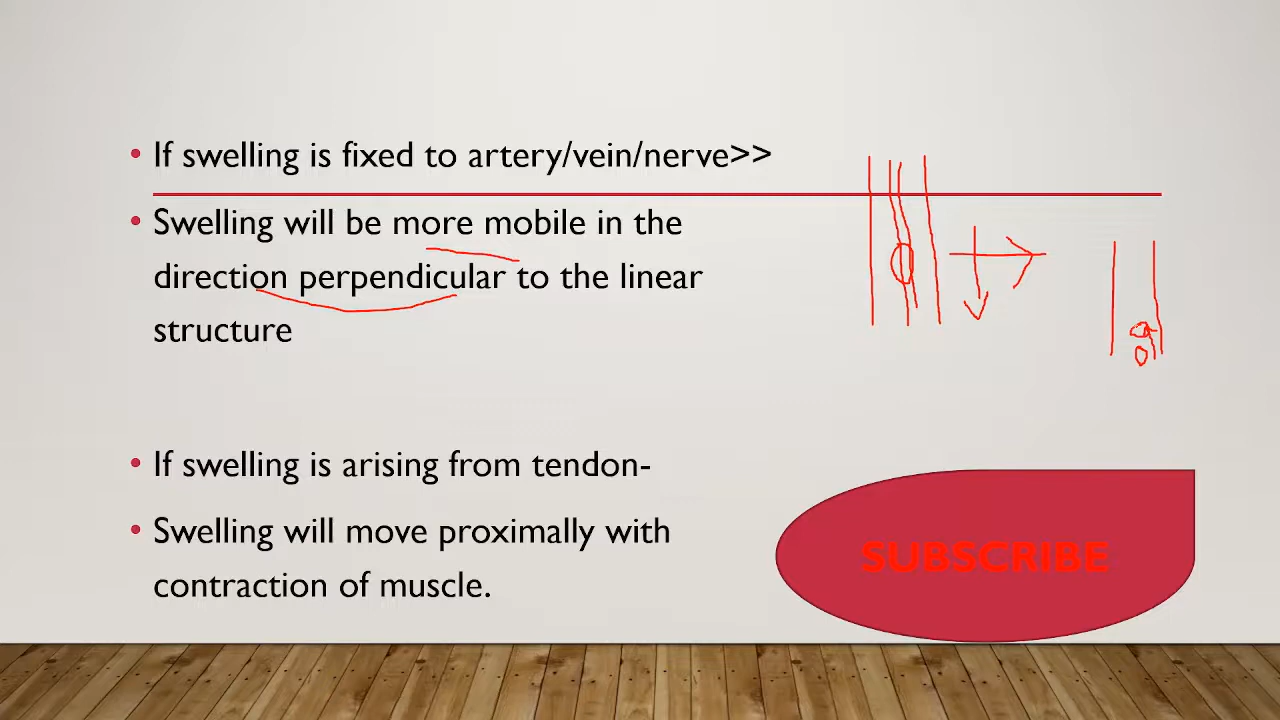 • If swelling is fixed to artery/vein/nerve>>
• Swelling will be more mobile in the
direction perpendicular to the linear
structure
• If swelling is arising from tendon-
• Swelling will move proximally with
contraction of muscle.
SUBSCRIBE